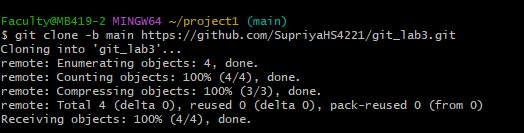 Faculty@MB419-2 MINGW64 ~/project1 (main)
$ git clone -b main https://github.com/SupriyaHS4221/git_lab3.git
Cloning into 'git_lab3'...
remote: Enumerating objects: 4, done.
remote: Counting objects: 100% (4/4), done.
remote: Compressing objects: 100% (3/3), done.
remote: Total 4 (delta 0), reused 0 (delta 0), pack-reused 0 (from 0)
Receiving objects: 100% (4/4), done.